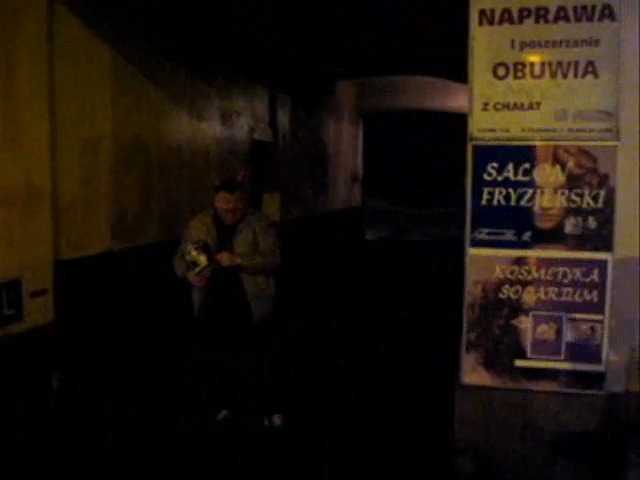 NAPRAWA
I poszerzanie
OBUWIA
Z CHAŁAT
SALON
FRYZJERSKI
KOSMETYKA
SOLARIUM
L